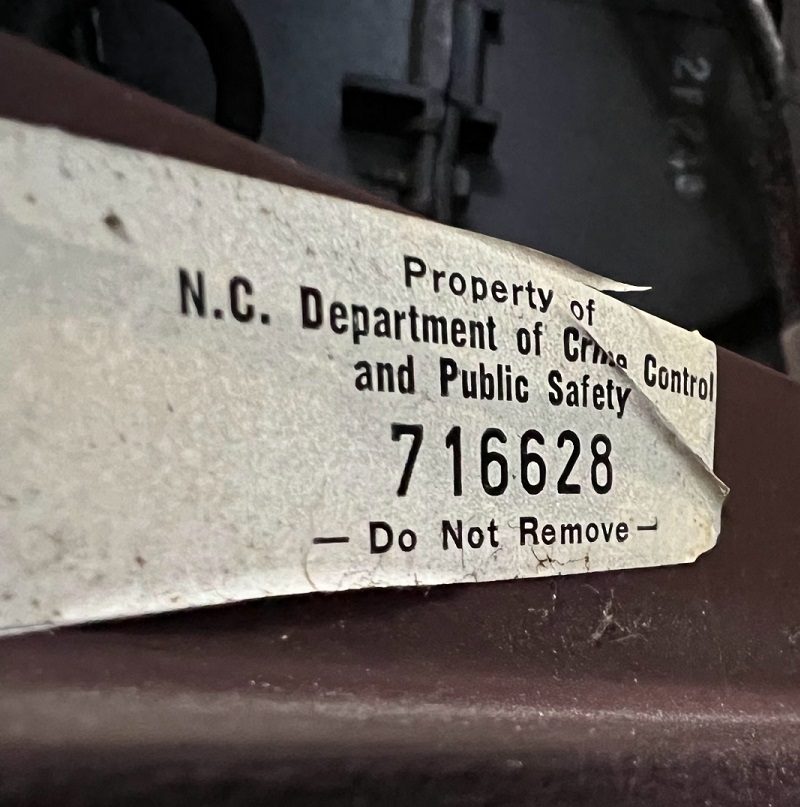 Property of
N.C. Department of Crime Control
and Public Safety
716628
— Do Not Remove —